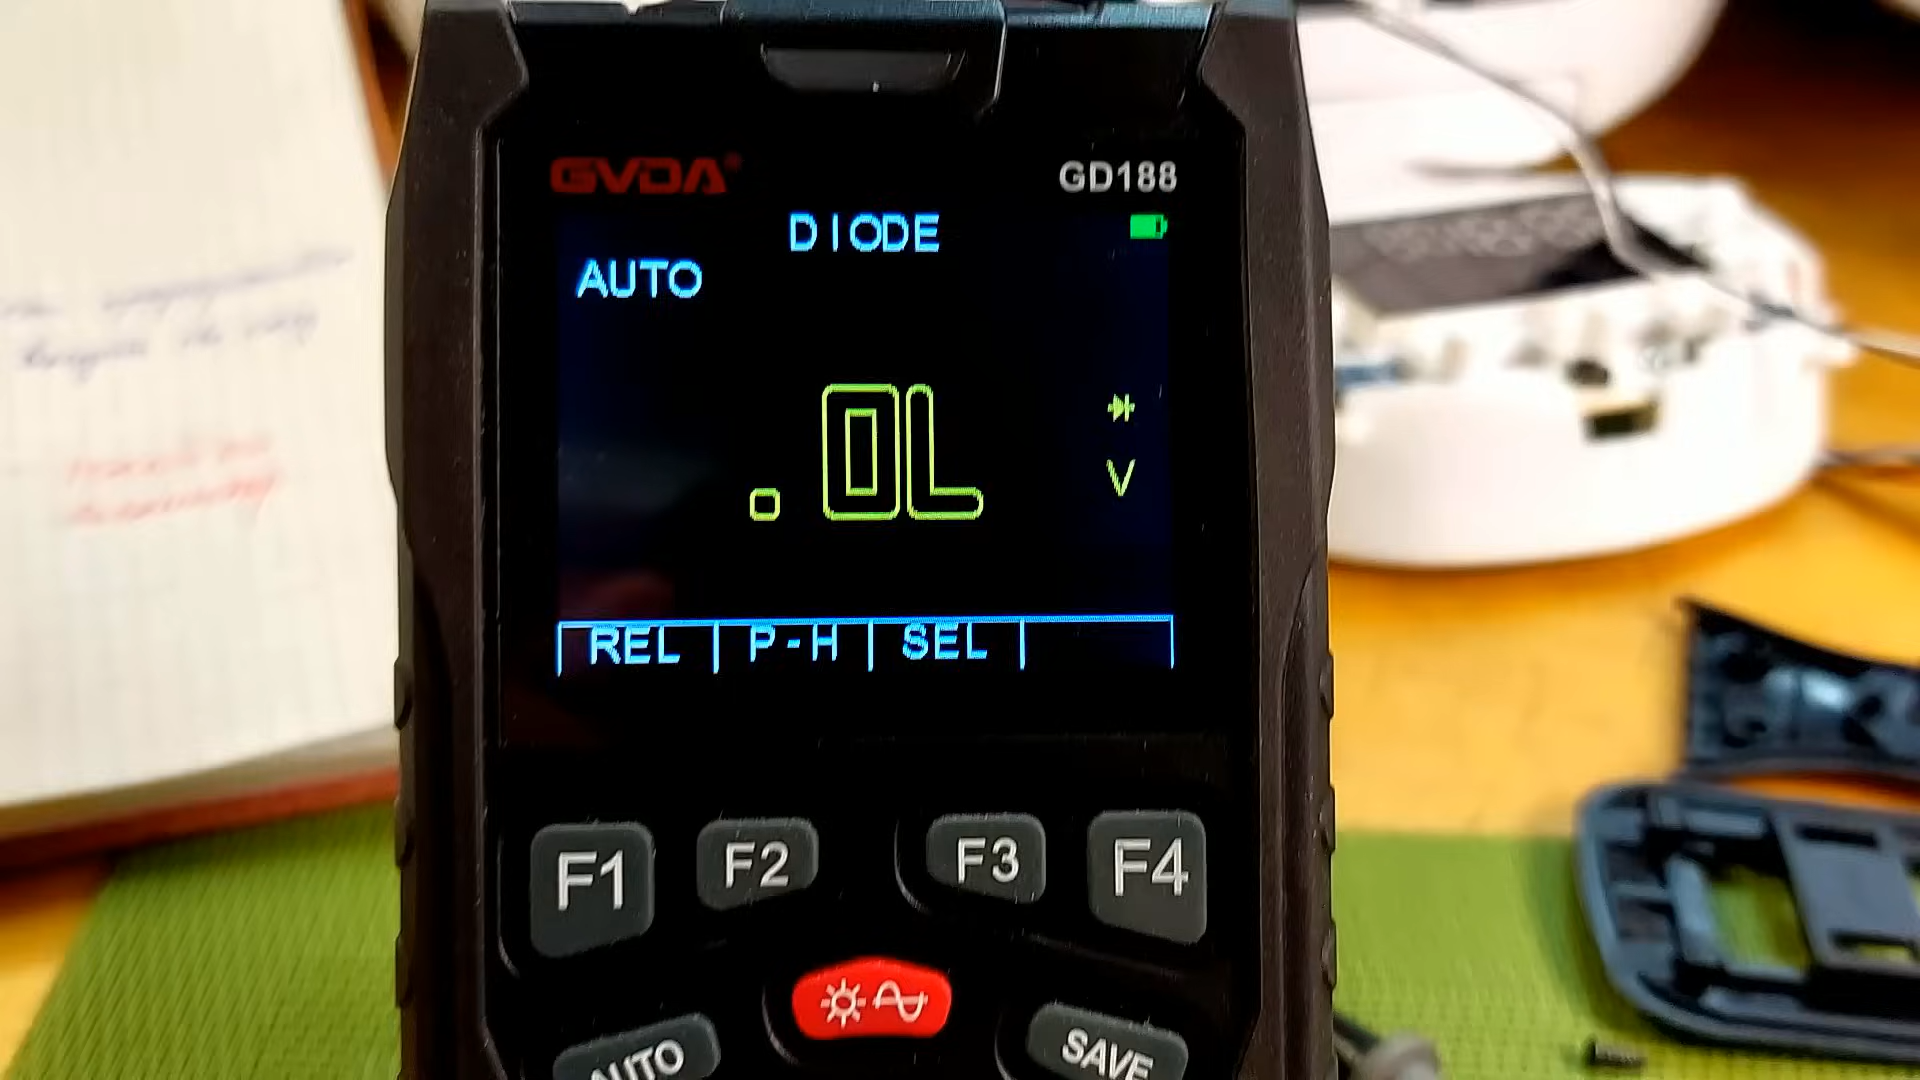 GVDA®
GD188
DIODE
AUTO
.0L
V
REL P-H SEL
F1 F2 F3 F4
AUTO
SAVE